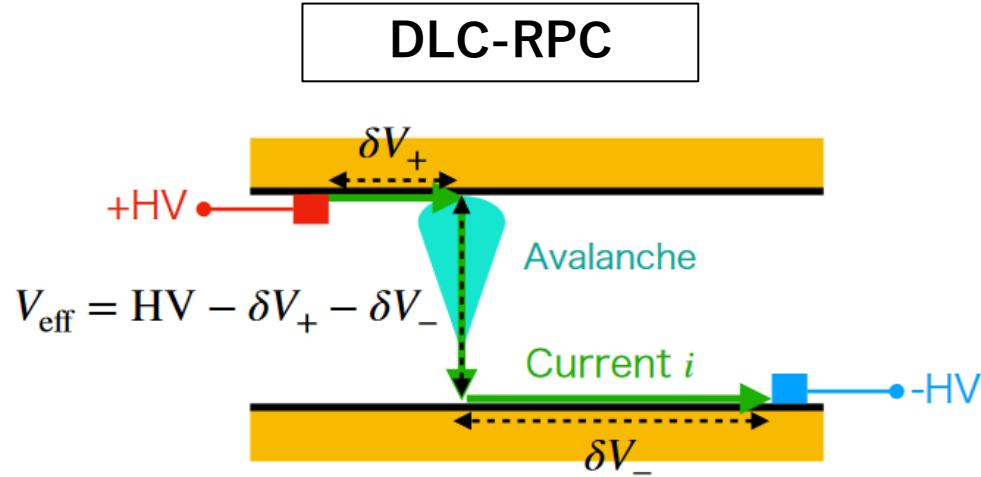 DLC-RPC
δV₊
+HV
Avalanche
V_eff = HV − δV₊ − δV₋
Current i
-HV
δV₋